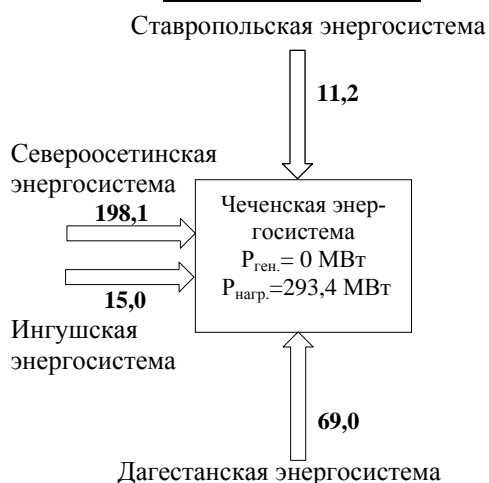 Ставропольская энергосистема
11,2
Североосетинская
энергосистема
198,1
Чеченская энер-
госистема
Pген.= 0 МВт
Pнагр.=293,4 МВт
15,0
Ингушская
энергосистема
69,0
Дагестанская энергосистема